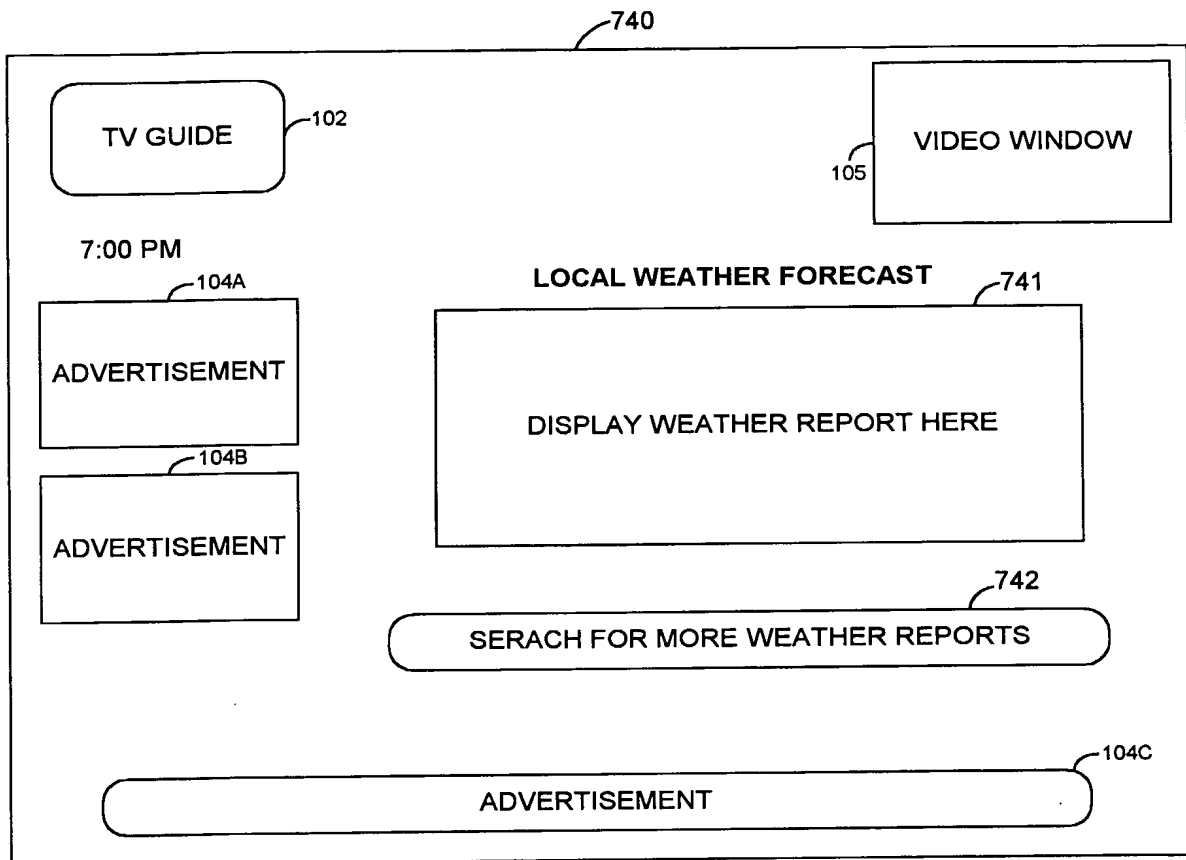 740
TV GUIDE
102
VIDEO WINDOW
105
7:00 PM
LOCAL WEATHER FORECAST
104A
741
ADVERTISEMENT
DISPLAY WEATHER REPORT HERE
104B
ADVERTISEMENT
742
SERACH FOR MORE WEATHER REPORTS
104C
ADVERTISEMENT